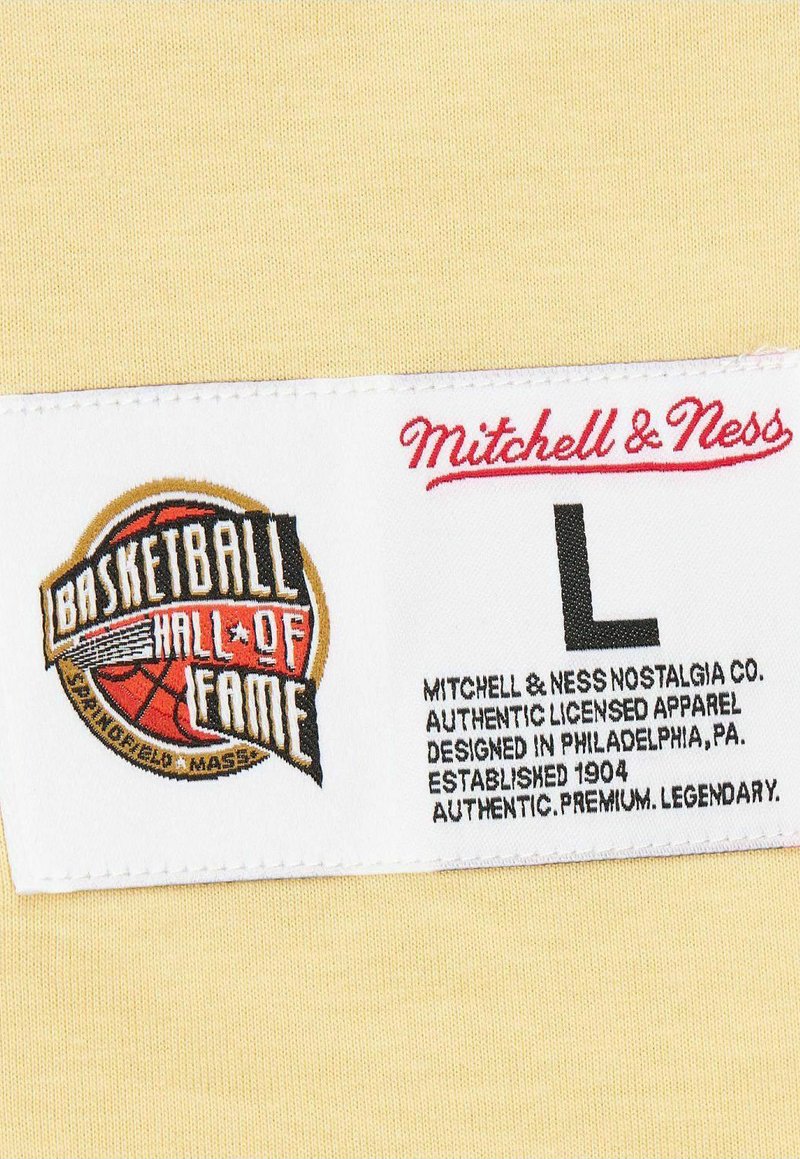 BASKETBALL
HALL★OF
FAME
SPRINGFIELD ★ MASS.
Mitchell & Ness
L
MITCHELL & NESS NOSTALGIA CO.
AUTHENTIC LICENSED APPAREL
DESIGNED IN PHILADELPHIA, PA.
ESTABLISHED 1904
AUTHENTIC. PREMIUM. LEGENDARY.